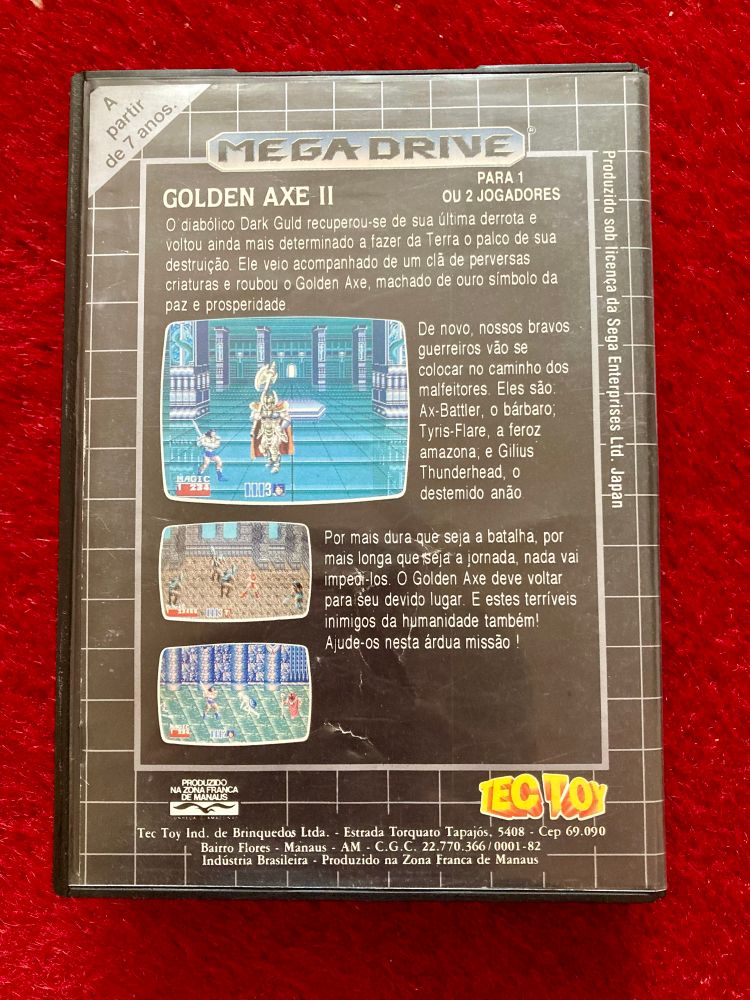 A
partir
de 7 anos.
MEGA DRIVE
GOLDEN AXE II
PARA 1
OU 2 JOGADORES
O diabólico Dark Guld recuperou-se de sua última derrota e
voltou ainda mais determinado a fazer da Terra o palco de sua
destruição. Ele veio acompanhado de um clã de perversas
criaturas e roubou o Golden Axe, machado de ouro símbolo da
paz e prosperidade.
De novo, nossos bravos
guerreiros vão se
colocar no caminho dos
malfeitores. Eles são:
Ax-Battler, o bárbaro;
Tyris-Flare, a feroz
amazona; e Gilius
Thunderhead, o
destemido anão
MAGIC
1 234
Por mais dura que seja a batalha, por
mais longa que seja a jornada, nada vai
impedi-los. O Golden Axe deve voltar
para seu devido lugar. E estes terríveis
inimigos da humanidade também!
Ajude-os nesta árdua missão !
Produzido sob licença da Sega Enterprises Ltd. Japan
PRODUZIDO
NA ZONA FRANCA
DE MANAUS
CONHEÇA O AMAZONAS
TEC TOY
Tec Toy Ind. de Brinquedos Ltda. - Estrada Torquato Tapajós, 5408 - Cep 69.090
Bairro Flores - Manaus - AM - C.G.C. 22.770.366/0001-82
Indústria Brasileira - Produzido na Zona Franca de Manaus